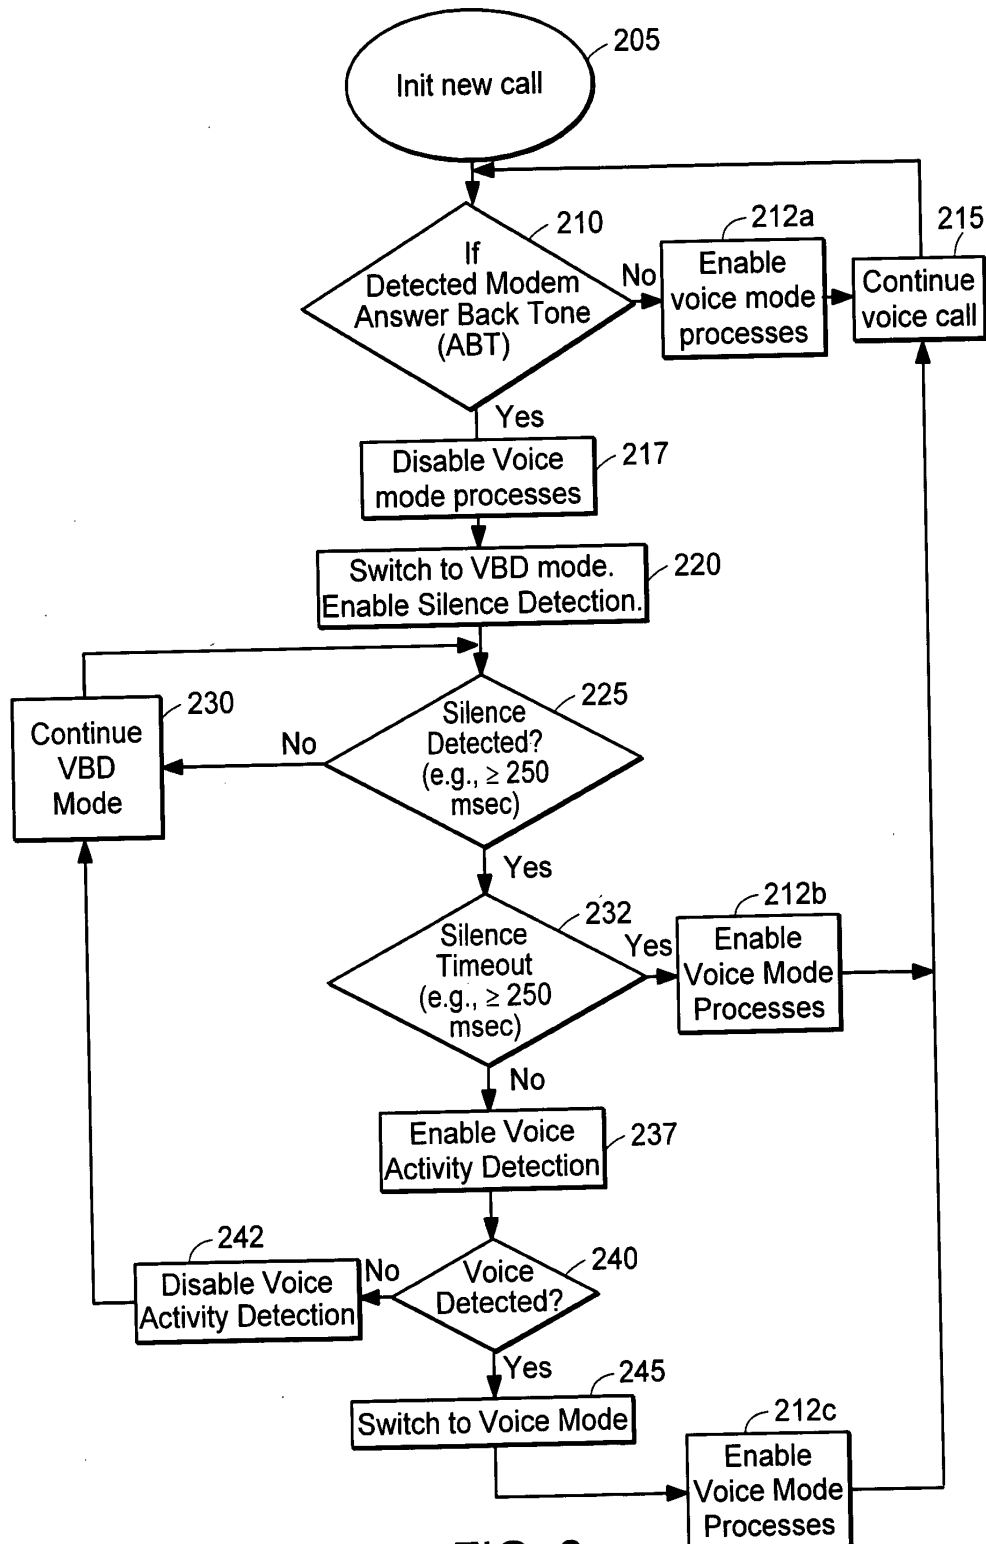 205
Init new call
210
If
Detected Modem
Answer Back Tone
(ABT)
No
212a
Enable
voice mode
processes
215
Continue
voice call
Yes
Disable Voice
mode processes
217
Switch to VBD mode.
Enable Silence Detection.
220
230
Continue
VBD
Mode
No
225
Silence
Detected?
(e.g., ≥ 250
msec)
Yes
232
Silence
Timeout
(e.g., ≥ 250
msec)
Yes
212b
Enable
Voice Mode
Processes
No
Enable Voice
Activity Detection
237
242
Disable Voice
Activity Detection
No
240
Voice
Detected?
Yes
245
Switch to Voice Mode
212c
Enable
Voice Mode
Processes